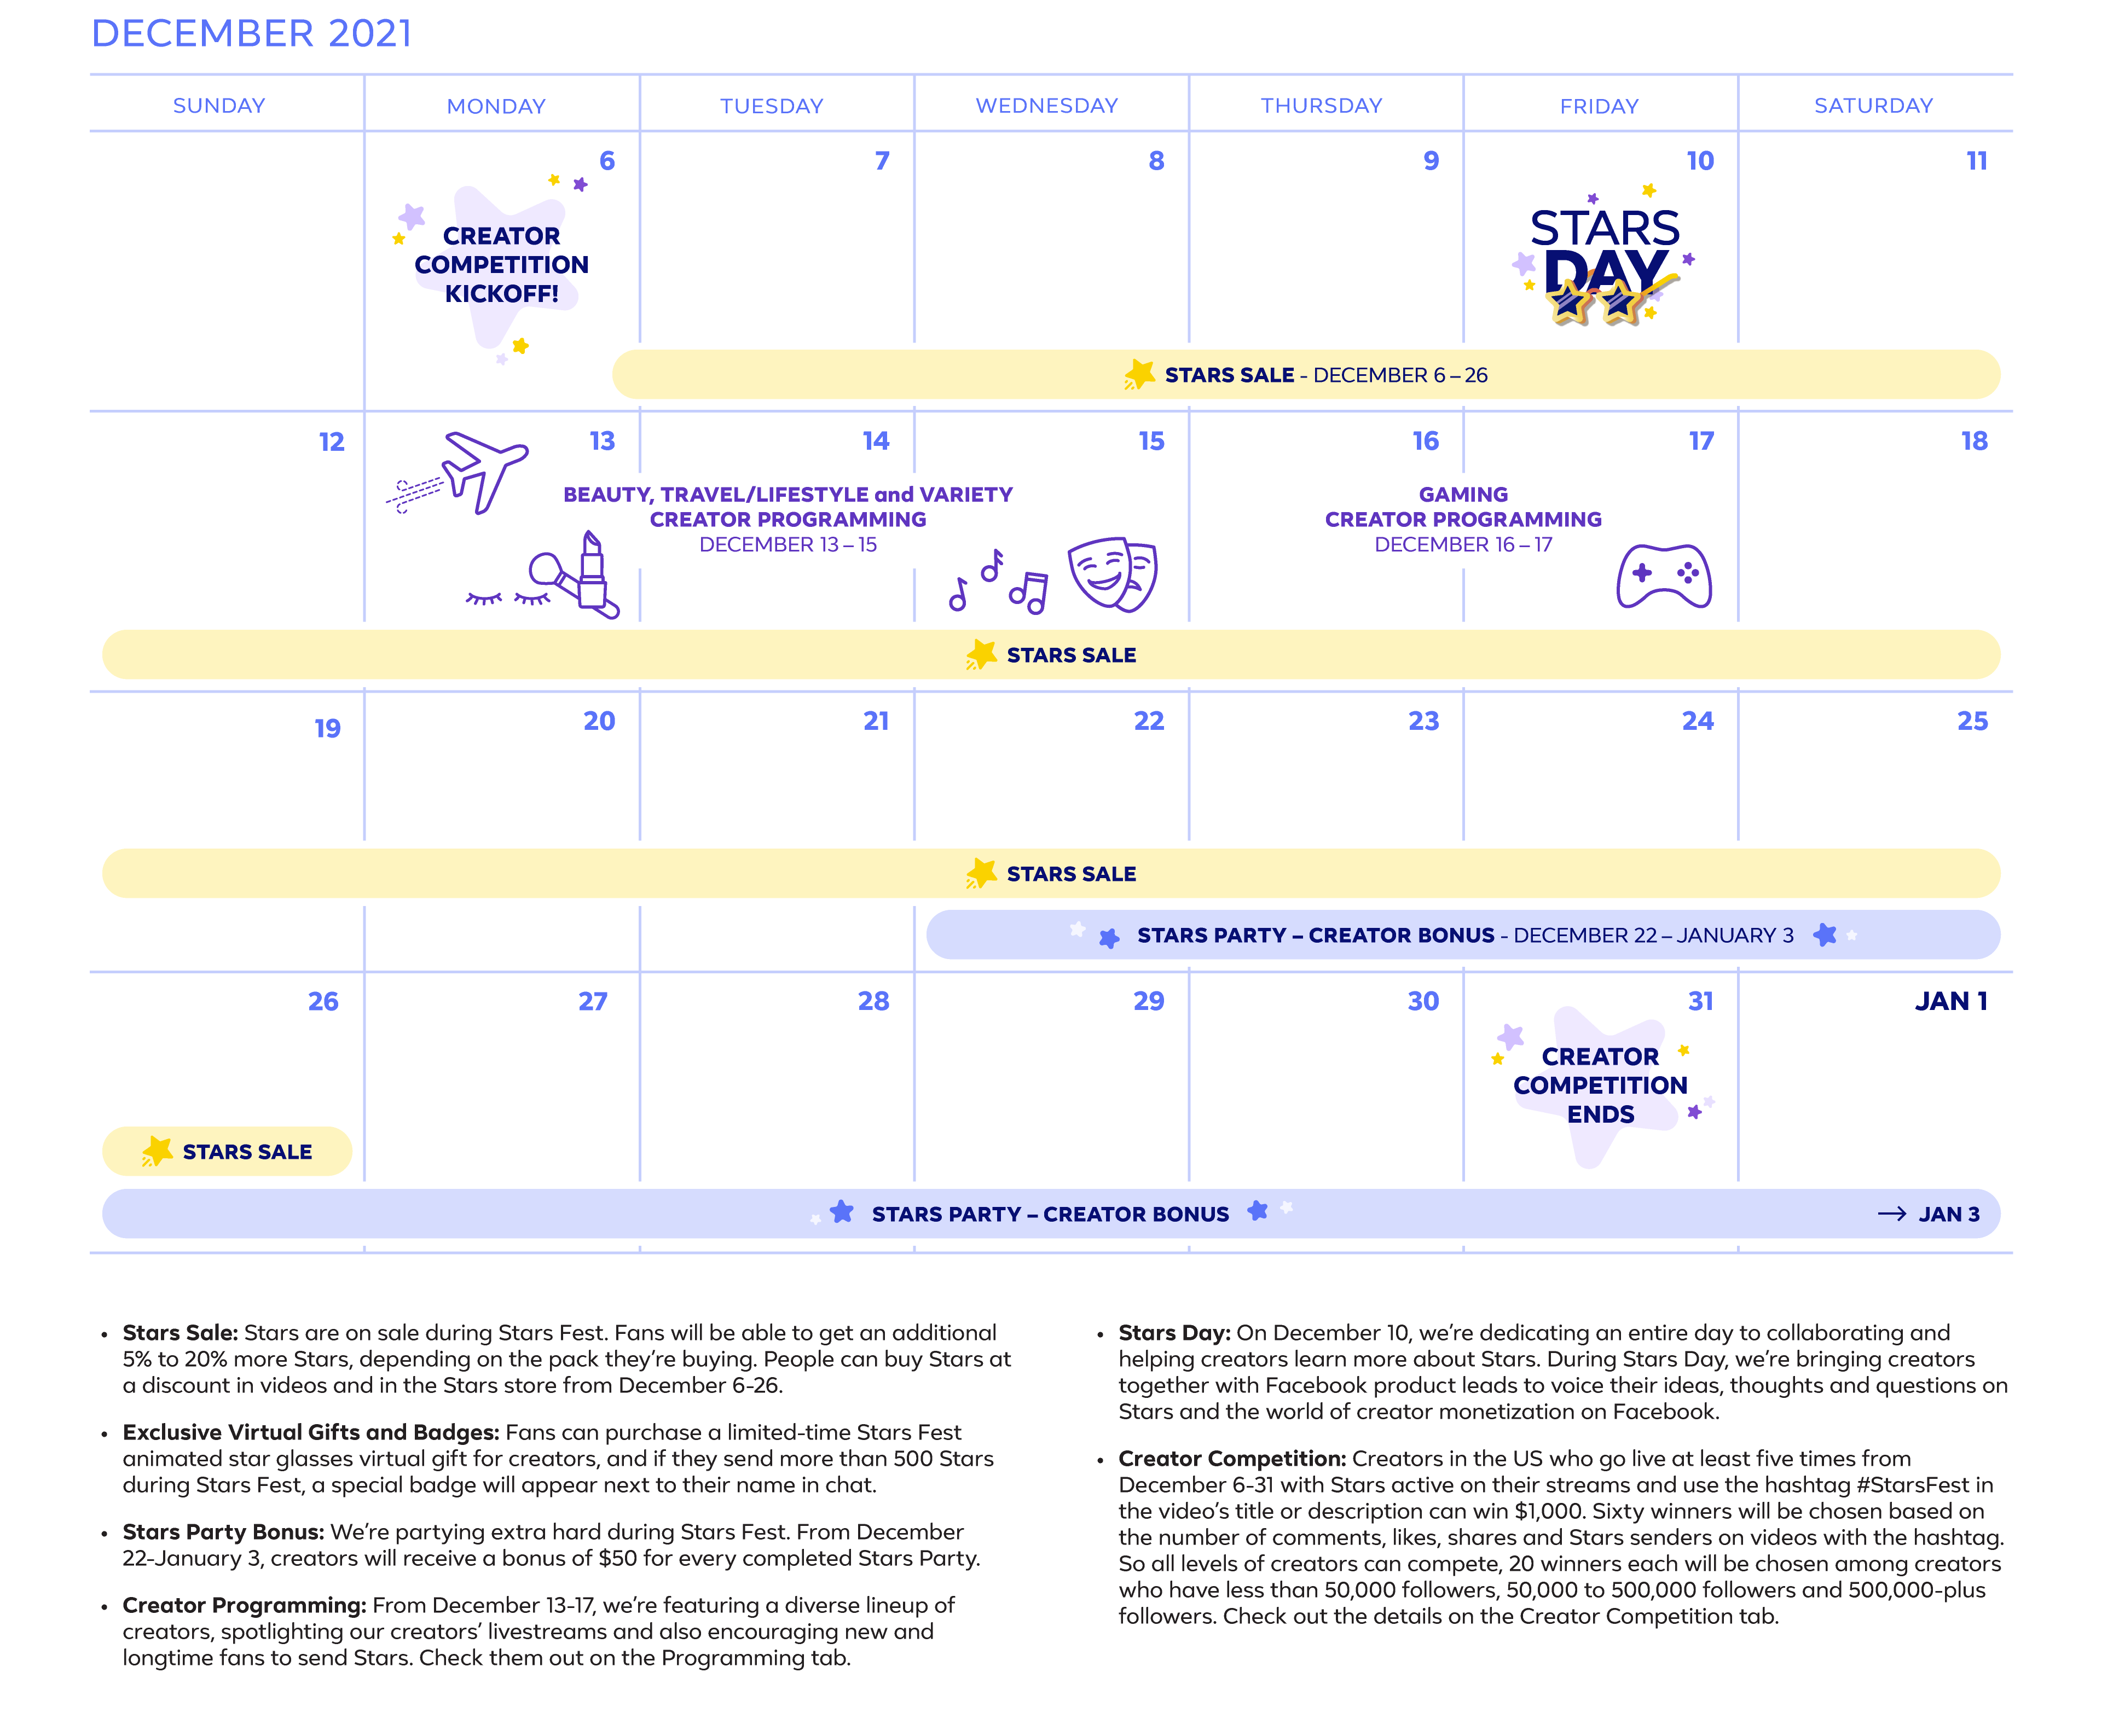 DECEMBER 2021
SUNDAY
MONDAY
TUESDAY
WEDNESDAY
THURSDAY
FRIDAY
SATURDAY
6
7
8
9
10
11
CREATOR
COMPETITION
KICKOFF!
STARS
DAY
STARS SALE - DECEMBER 6 – 26
12
13
14
15
16
17
18
BEAUTY, TRAVEL/LIFESTYLE and VARIETY
CREATOR PROGRAMMING
DECEMBER 13 – 15
GAMING
CREATOR PROGRAMMING
DECEMBER 16 – 17
STARS SALE
19
20
21
22
23
24
25
STARS SALE
STARS PARTY – CREATOR BONUS - DECEMBER 22 – JANUARY 3
26
27
28
29
30
31
JAN 1
CREATOR
COMPETITION
ENDS
STARS SALE
STARS PARTY – CREATOR BONUS
→ JAN 3
• Stars Sale: Stars are on sale during Stars Fest. Fans will be able to get an additional
5% to 20% more Stars, depending on the pack they’re buying. People can buy Stars at
a discount in videos and in the Stars store from December 6-26.
• Exclusive Virtual Gifts and Badges: Fans can purchase a limited-time Stars Fest
animated star glasses virtual gift for creators, and if they send more than 500 Stars
during Stars Fest, a special badge will appear next to their name in chat.
• Stars Party Bonus: We’re partying extra hard during Stars Fest. From December
22-January 3, creators will receive a bonus of $50 for every completed Stars Party.
• Creator Programming: From December 13-17, we’re featuring a diverse lineup of
creators, spotlighting our creators’ livestreams and also encouraging new and
longtime fans to send Stars. Check them out on the Programming tab.
• Stars Day: On December 10, we’re dedicating an entire day to collaborating and
helping creators learn more about Stars. During Stars Day, we’re bringing creators
together with Facebook product leads to voice their ideas, thoughts and questions on
Stars and the world of creator monetization on Facebook.
• Creator Competition: Creators in the US who go live at least five times from
December 6-31 with Stars active on their streams and use the hashtag #StarsFest in
the video’s title or description can win $1,000. Sixty winners will be chosen based on
the number of comments, likes, shares and Stars senders on videos with the hashtag.
So all levels of creators can compete, 20 winners each will be chosen among creators
who have less than 50,000 followers, 50,000 to 500,000 followers and 500,000-plus
followers. Check out the details on the Creator Competition tab.